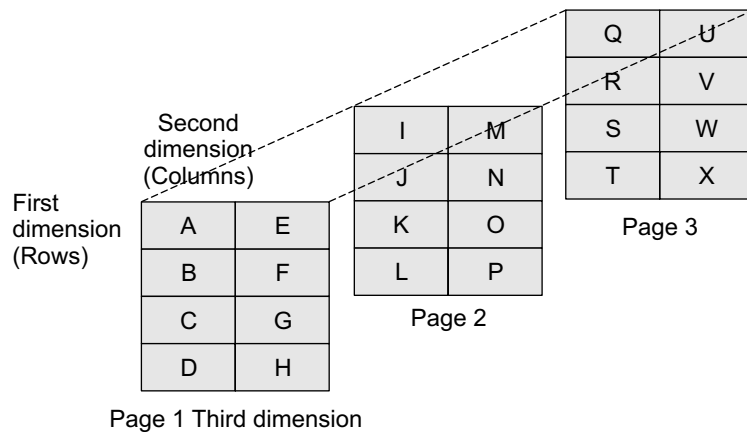 Q U
R V
S W
T X
Page 3
I M
J N
K O
L P
Page 2
Second
dimension
(Columns)
First
dimension
(Rows)
A E
B F
C G
D H
Page 1 Third dimension